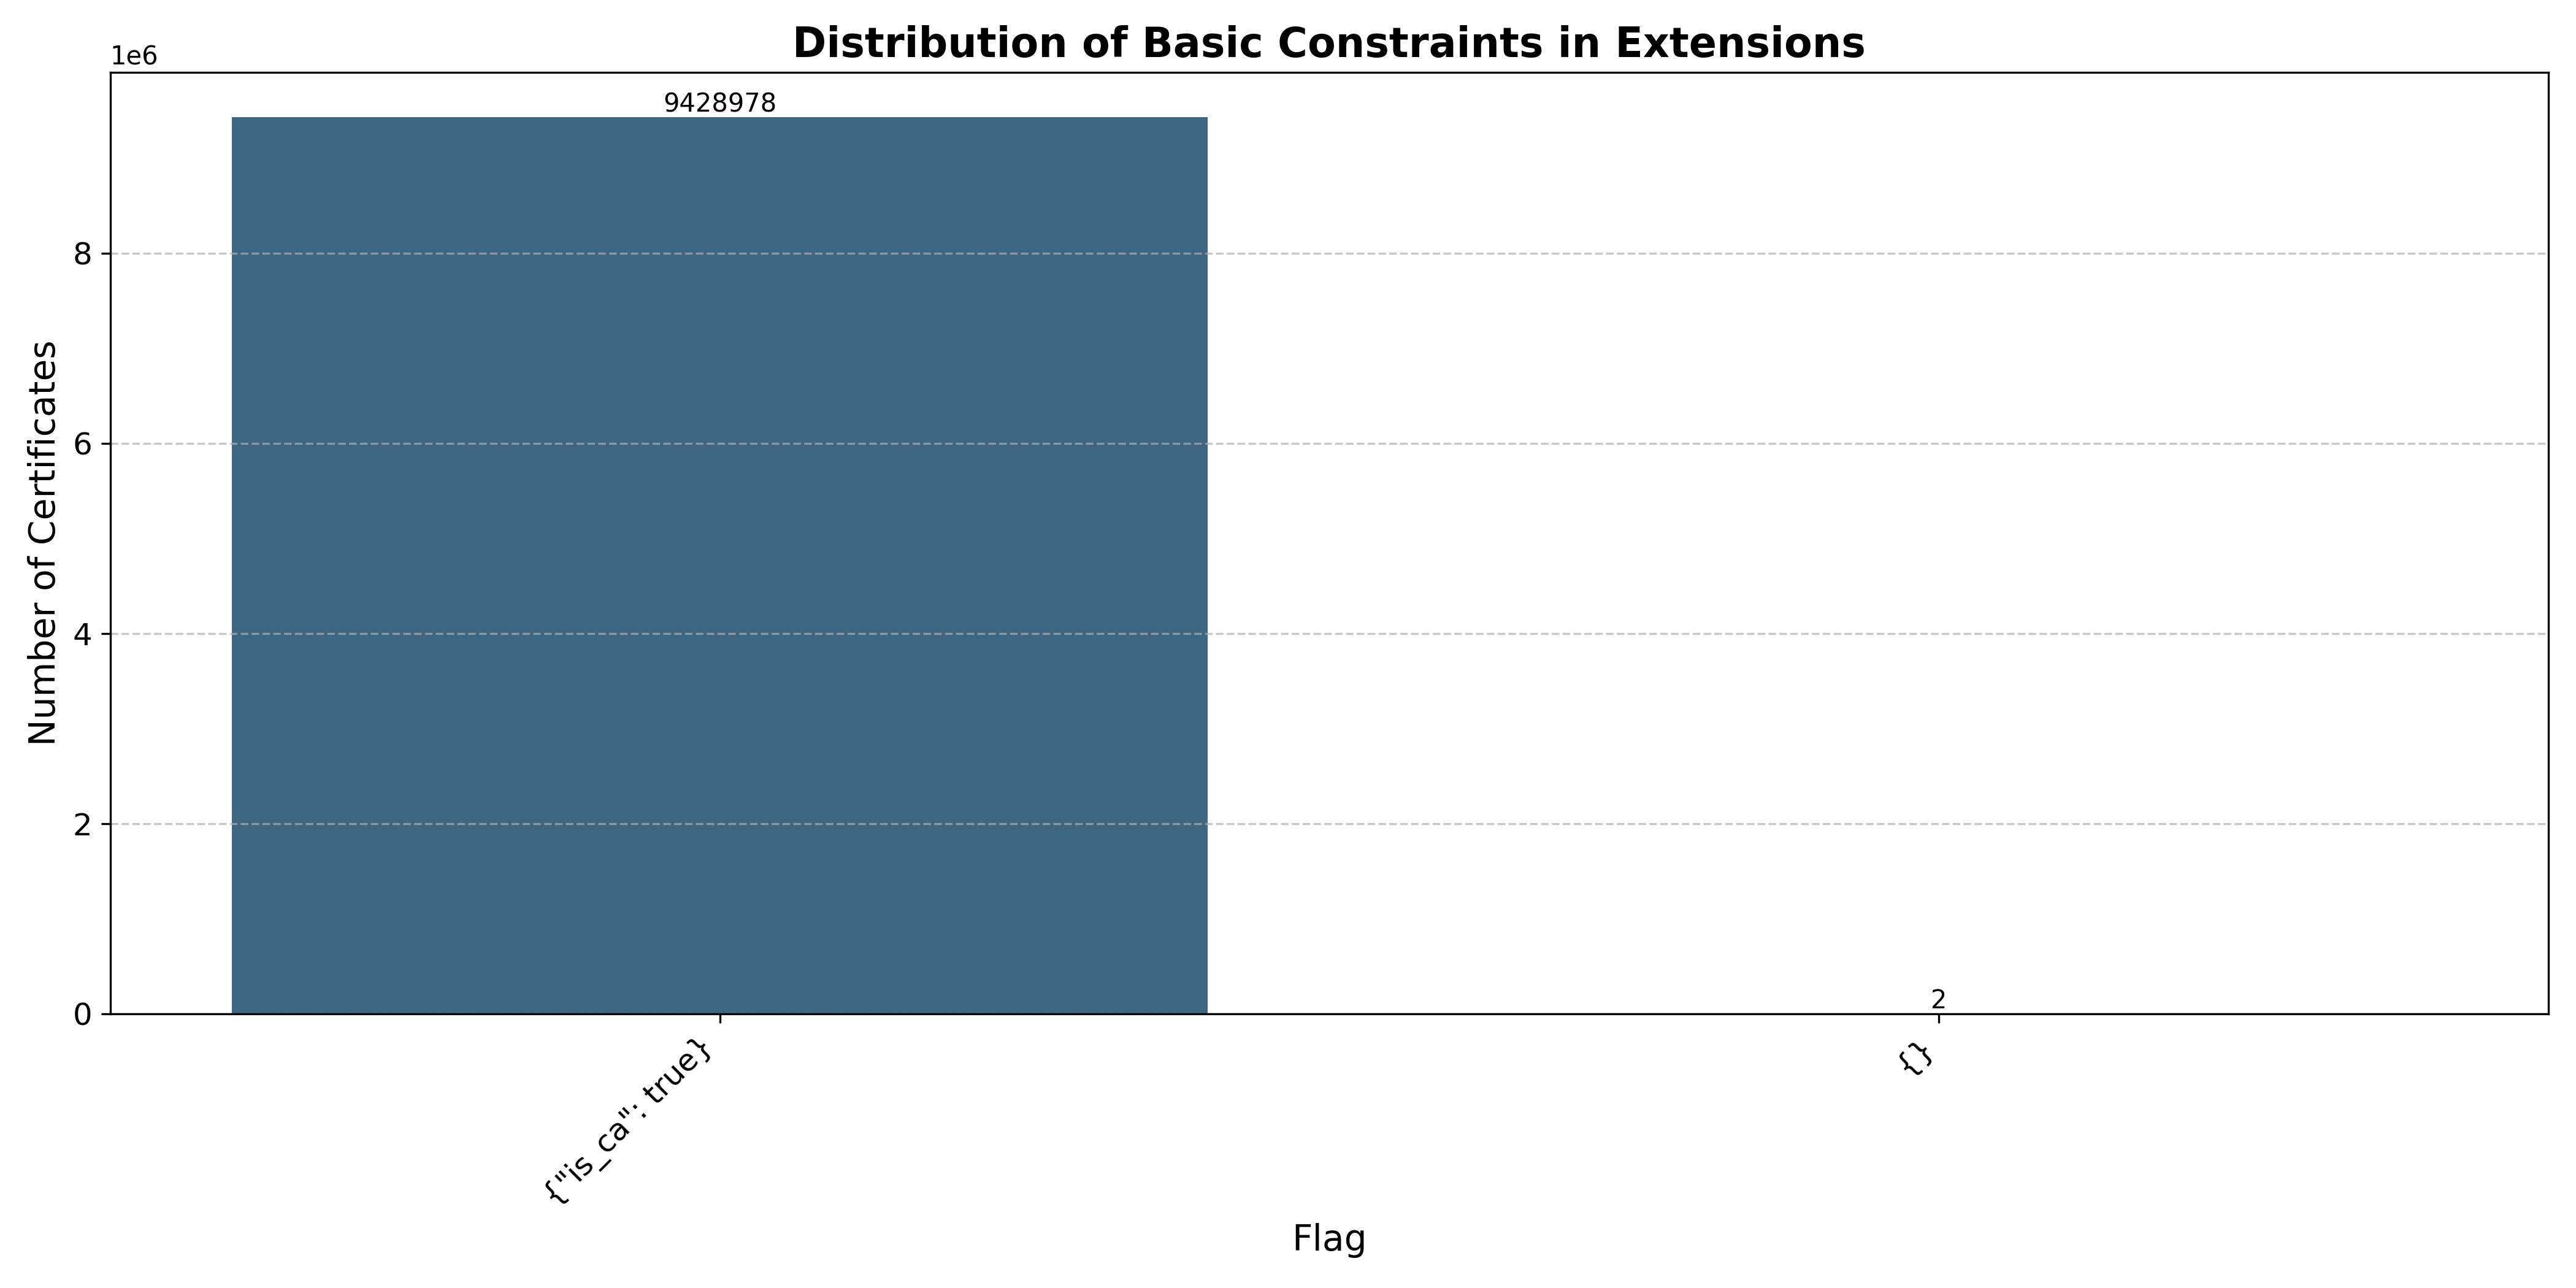 Distribution of Basic Constraints in Extensions
1e6
9428978
8
6
4
2
0
2
Number of Certificates
{"is_ca": true}
{}
Flag